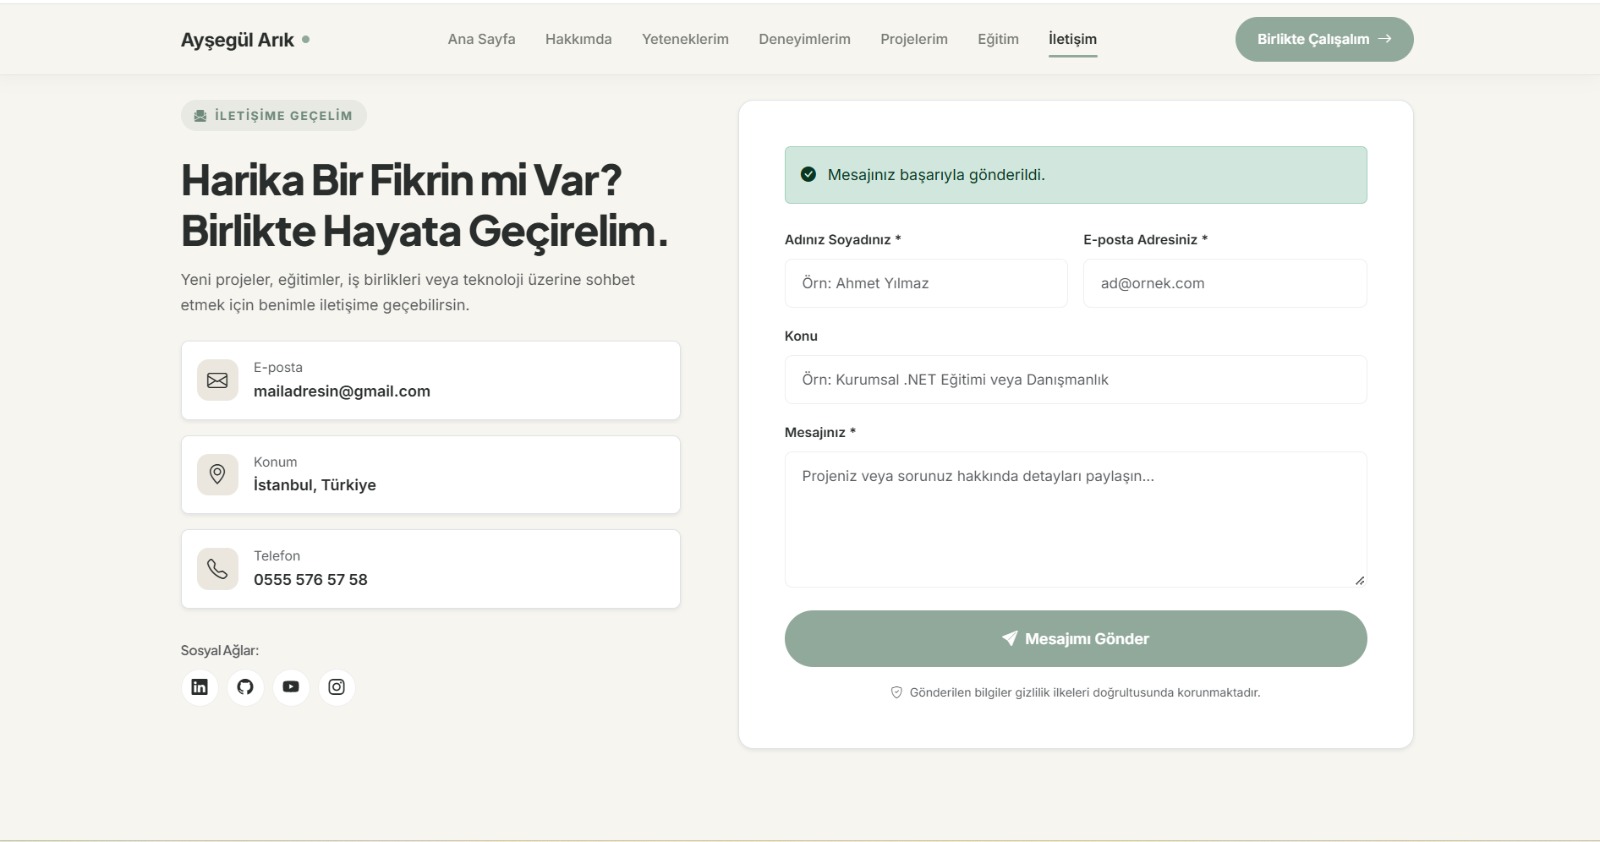 Ayşegül Arık
Ana Sayfa Hakkımda Yeteneklerim Deneyimlerim Projelerim Eğitim İletişim
Birlikte Çalışalım →
İLETİŞİME GEÇELİM
Harika Bir Fikrin mi Var?
Birlikte Hayata Geçirelim.
Yeni projeler, eğitimler, iş birlikleri veya teknoloji üzerine sohbet
etmek için benimle iletişime geçebilirsin.
E-posta
mailadresin@gmail.com
Konum
İstanbul, Türkiye
Telefon
0555 576 57 58
Sosyal Ağlar:
Mesajınız başarıyla gönderildi.
Adınız Soyadınız * E-posta Adresiniz *
Örn: Ahmet Yılmaz ad@ornek.com
Konu
Örn: Kurumsal .NET Eğitimi veya Danışmanlık
Mesajınız *
Projeniz veya sorunuz hakkında detayları paylaşın...
Mesajımı Gönder
Gönderilen bilgiler gizlilik ilkeleri doğrultusunda korunmaktadır.